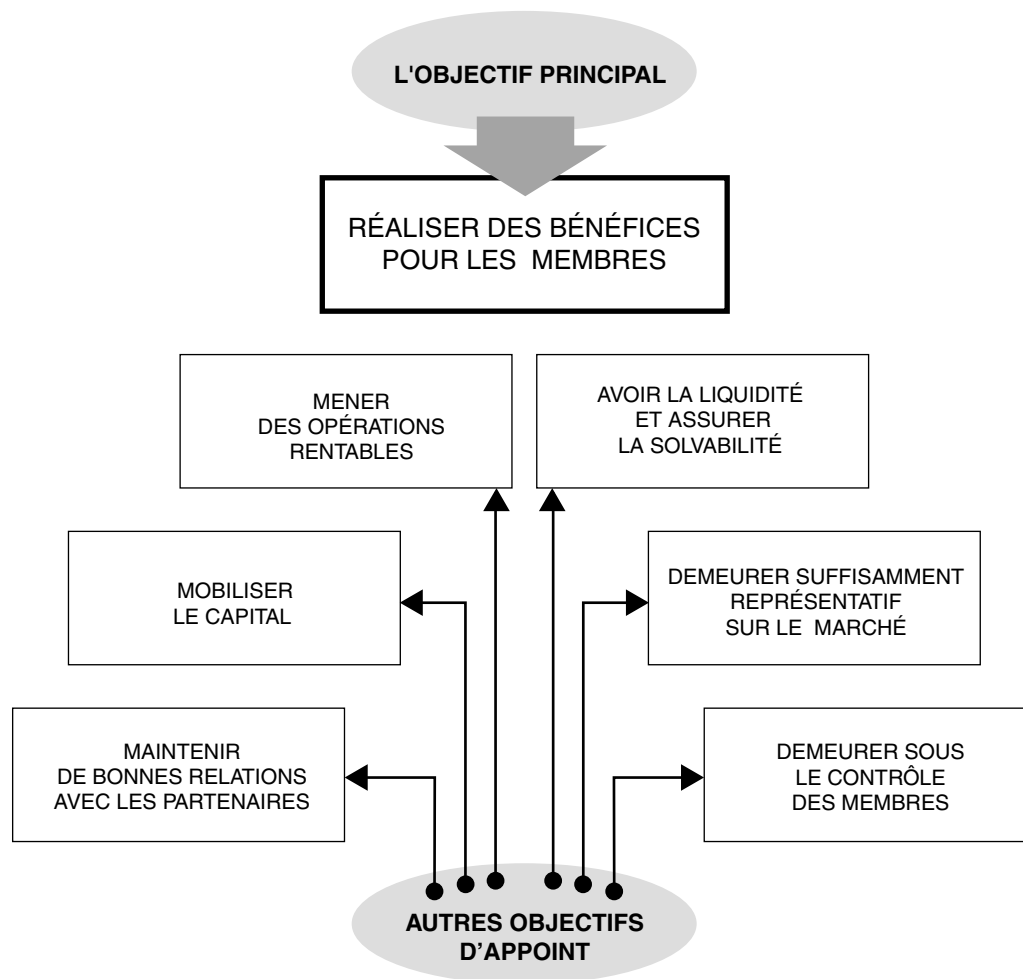 L'OBJECTIF PRINCIPAL
RÉALISER DES BÉNÉFICES
POUR LES MEMBRES
MENER
DES OPÉRATIONS
RENTABLES
AVOIR LA LIQUIDITÉ
ET ASSURER
LA SOLVABILITÉ
MOBILISER
LE CAPITAL
DEMEURER SUFFISAMMENT
REPRÉSENTATIF
SUR LE MARCHÉ
MAINTENIR
DE BONNES RELATIONS
AVEC LES PARTENAIRES
DEMEURER SOUS
LE CONTRÔLE
DES MEMBRES
AUTRES OBJECTIFS
D'APPOINT